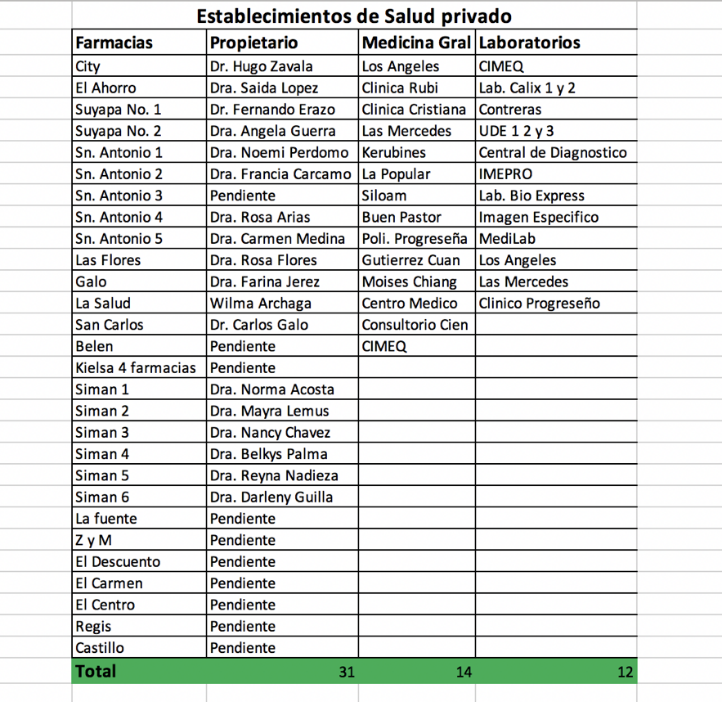 Establecimientos de Salud privado
Farmacias Propietario Medicina Gral Laboratorios
City Dr. Hugo Zavala Los Angeles CIMEQ
El Ahorro Dra. Saida Lopez Clinica Rubi Lab. Calix 1 y 2
Suyapa No. 1 Dr. Fernando Erazo Clinica Cristiana Contreras
Suyapa No. 2 Dra. Angela Guerra Las Mercedes UDE 1 2 y 3
Sn. Antonio 1 Dra. Noemi Perdomo Kerubines Central de Diagnostico
Sn. Antonio 2 Dra. Francia Carcamo La Popular IMEPRO
Sn. Antonio 3 Pendiente Siloam Lab. Bio Express
Sn. Antonio 4 Dra. Rosa Arias Buen Pastor Imagen Especifico
Sn. Antonio 5 Dra. Carmen Medina Poli. Progreseña MediLab
Las Flores Dra. Rosa Flores Gutierrez Cuan Los Angeles
Galo Dra. Farina Jerez Moises Chiang Las Mercedes
La Salud Wilma Archaga Centro Medico Clinico Progreseño
San Carlos Dr. Carlos Galo Consultorio Cien
Belen Pendiente CIMEQ
Kielsa 4 farmacias Pendiente
Siman 1 Dra. Norma Acosta
Siman 2 Dra. Mayra Lemus
Siman 3 Dra. Nancy Chavez
Siman 4 Dra. Belkys Palma
Siman 5 Dra. Reyna Nadieza
Siman 6 Dra. Darleny Guilla
La fuente Pendiente
Z y M Pendiente
El Descuento Pendiente
El Carmen Pendiente
El Centro Pendiente
Regis Pendiente
Castillo Pendiente
Total 31 14 12